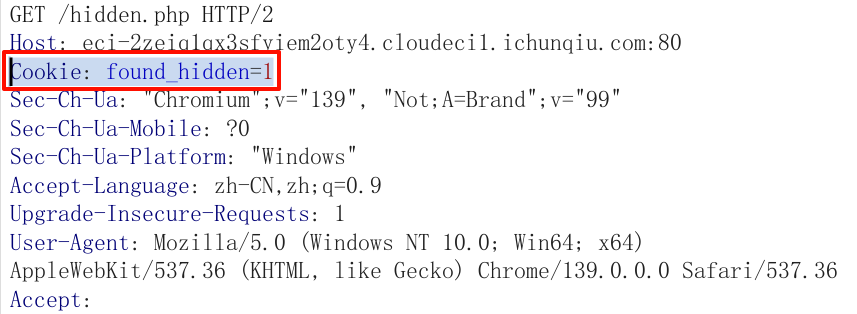 GET /hidden.php HTTP/2
Host: eci-2zeiq1qx3sfviem2oty4.cloudeci1.ichunqiu.com:80
Cookie: found_hidden=1
Sec-Ch-Ua: "Chromium";v="139", "Not;A=Brand";v="99"
Sec-Ch-Ua-Mobile: ?0
Sec-Ch-Ua-Platform: "Windows"
Accept-Language: zh-CN,zh;q=0.9
Upgrade-Insecure-Requests: 1
User-Agent: Mozilla/5.0 (Windows NT 10.0; Win64; x64)
AppleWebKit/537.36 (KHTML, like Gecko) Chrome/139.0.0.0 Safari/537.36
Accept: